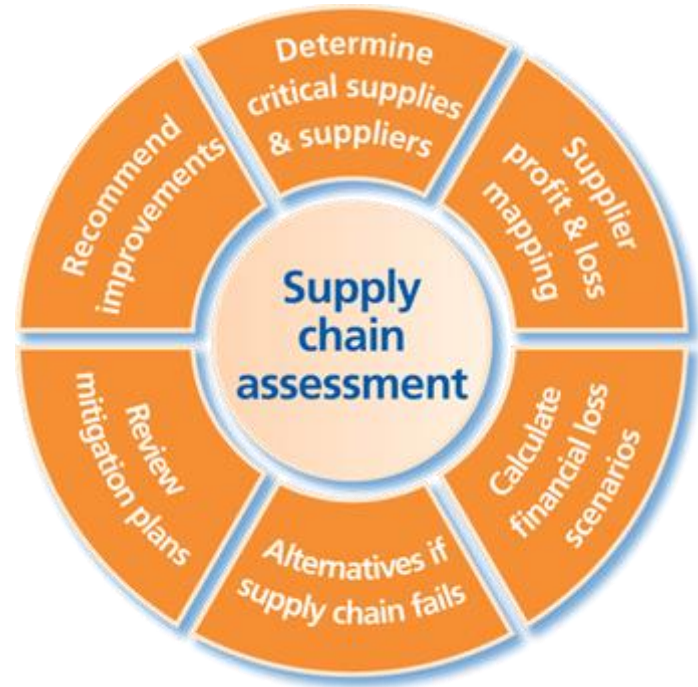 Determine
critical supplies
& suppliers
Supplier
profit & loss
mapping
Calculate
financial loss
scenarios
Alternatives if
supply chain fails
Review
mitigation plans
Recommend
improvements
Supply
chain
assessment